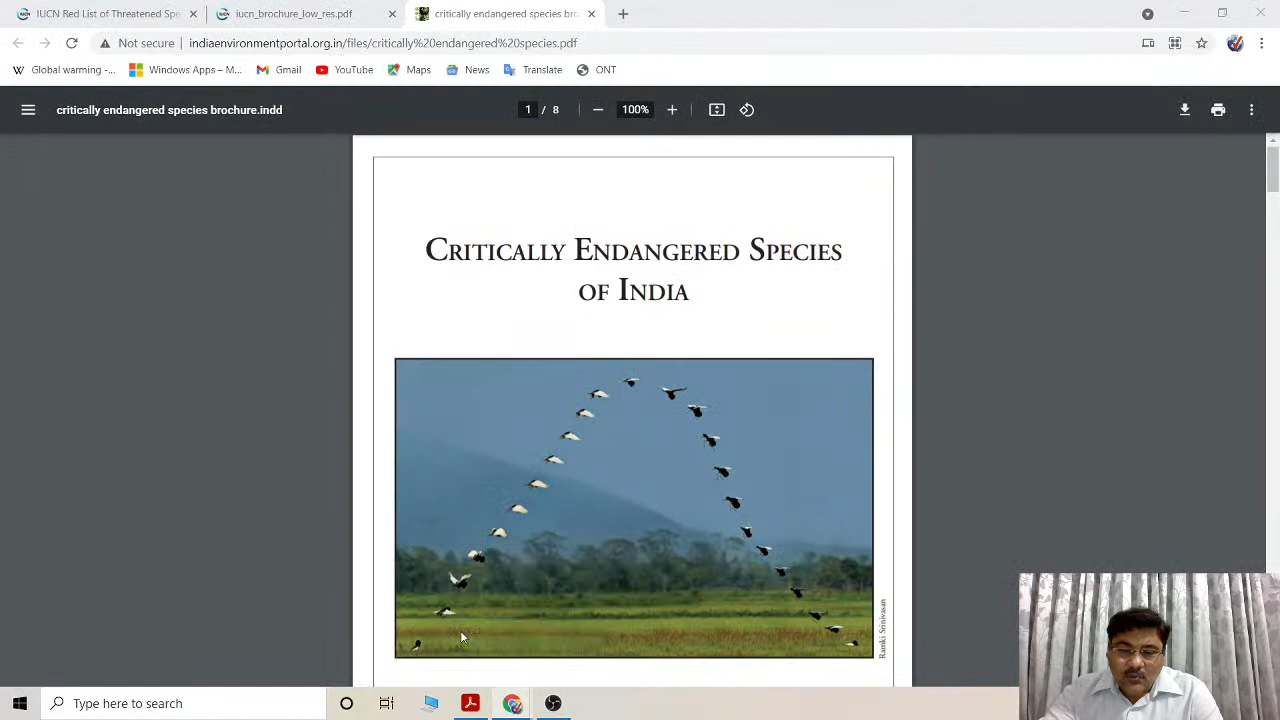 IUCN Red List of Threatened Spe
iucn_brochure_low_res.pdf
critically endangered species bro
Not secure | indiaenvironmentportal.org.in/files/critically%20endangered%20species.pdf
Global warming -...
Windows Apps – M...
Gmail
YouTube
Maps
News
Translate
ONT
critically endangered species brochure.indd
1 / 8
100%
Critically Endangered Species
of India
Ramki Srinivasan
Type here to search